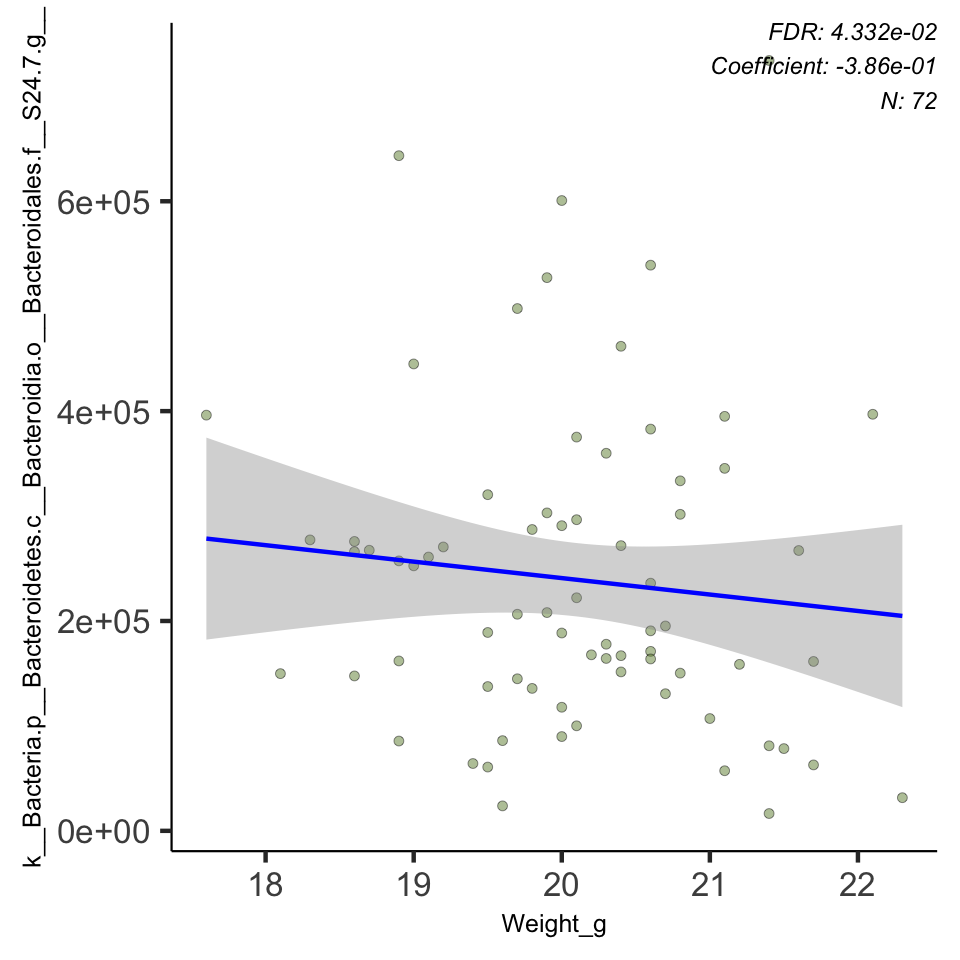 FDR: 4.332e-02
Coefficient: -3.86e-01
N: 72
k__Bacteria.p__Bacteroidetes.c__Bacteroidia.o__Bacteroidales.f__S24.7.g__
6e+05
4e+05
2e+05
0e+00
18 19 20 21 22
Weight_g